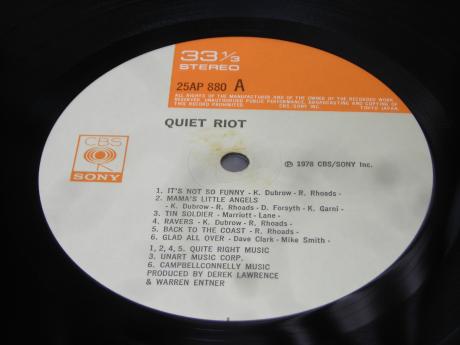 33 1/3
STEREO
25AP 880 A
ALL RIGHTS OF THE MANUFACTURER AND OF THE OWNER OF THE RECORDED WORK
RESERVED. UNAUTHORIZED PUBLIC PERFORMANCE, BROADCASTING AND COPYING OF
THIS RECORD PROHIBITED. CBS/SONY INC. TOKYO JAPAN
QUIET RIOT
CBS
SONY
℗ 1978 CBS/SONY Inc.
1. IT'S NOT SO FUNNY - K. Dubrow - R. Rhoads -
2. MAMA'S LITTLE ANGELS
- K. Dubrow - R. Rhoads - D. Forsyth - K. Garni -
3. TIN SOLDIER - Marriott - Lane -
4. RAVERS - K. Dubrow - R. Rhoads -
5. BACK TO THE COAST - R. Rhoads -
6. GLAD ALL OVER - Dave Clark - Mike Smith -
1, 2, 4, 5. QUITE RIGHT MUSIC
3. UNART MUSIC CORP.
6. CAMPBELLCONNELLY MUSIC
PRODUCED BY DEREK LAWRENCE
& WARREN ENTNER